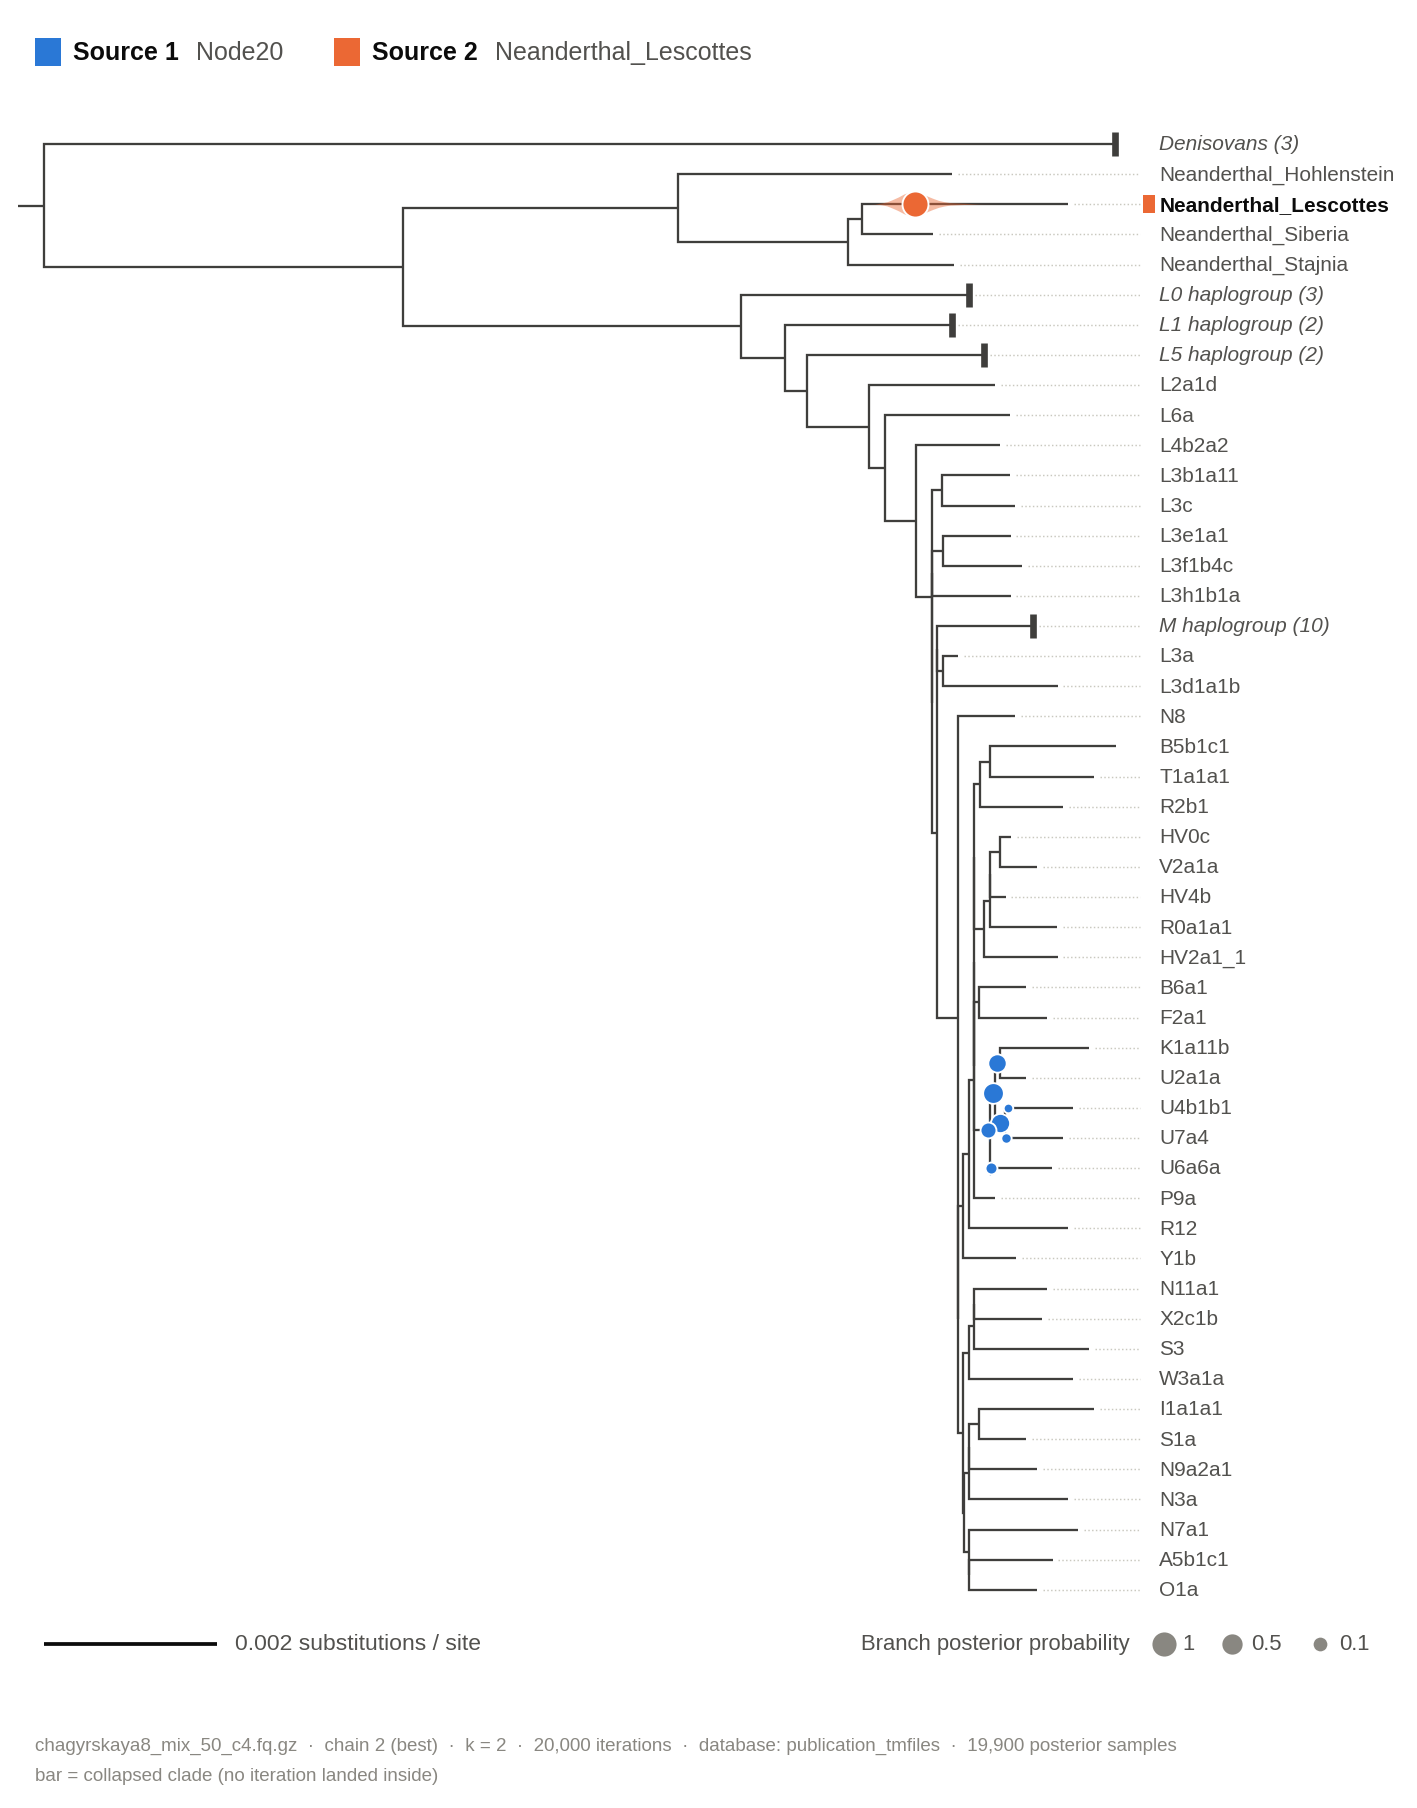 Source 1 Node20 Source 2 Neanderthal_Lescottes
Denisovans (3)
Neanderthal_Hohlenstein
Neanderthal_Lescottes
Neanderthal_Siberia
Neanderthal_Stajnia
L0 haplogroup (3)
L1 haplogroup (2)
L5 haplogroup (2)
L2a1d
L6a
L4b2a2
L3b1a11
L3c
L3e1a1
L3f1b4c
L3h1b1a
M haplogroup (10)
L3a
L3d1a1b
N8
B5b1c1
T1a1a1
R2b1
HV0c
V2a1a
HV4b
R0a1a1
HV2a1_1
B6a1
F2a1
K1a11b
U2a1a
U4b1b1
U7a4
U6a6a
P9a
R12
Y1b
N11a1
X2c1b
S3
W3a1a
I1a1a1
S1a
N9a2a1
N3a
N7a1
A5b1c1
O1a
0.002 substitutions / site Branch posterior probability 1 0.5 0.1
chagyrskaya8_mix_50_c4.fq.gz · chain 2 (best) · k = 2 · 20,000 iterations · database: publication_tmfiles · 19,900 posterior samples
bar = collapsed clade (no iteration landed inside)